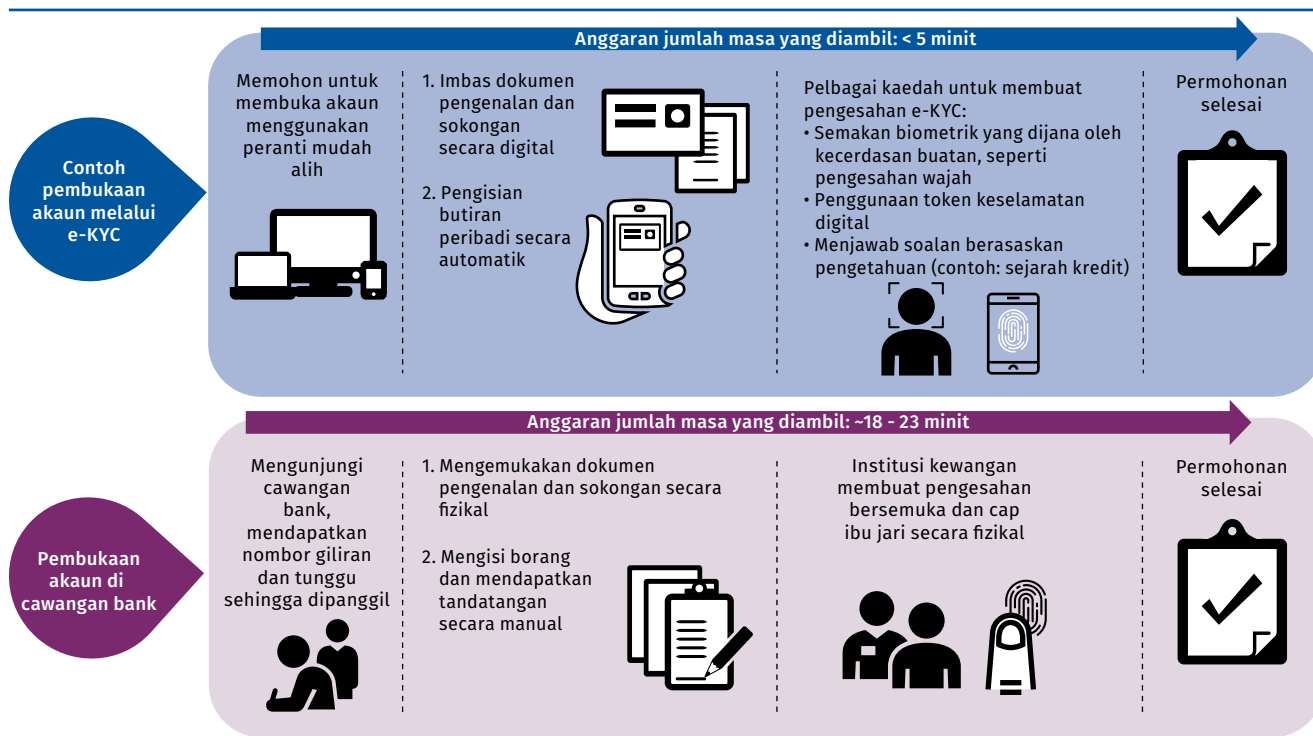 Anggaran jumlah masa yang diambil: < 5 minit
Contoh
pembukaan
akaun melalui
e-KYC
Memohon untuk
membuka akaun
menggunakan
peranti mudah
alih
1. Imbas dokumen
pengenalan dan
sokongan
secara digital
2. Pengisian
butiran
peribadi secara
automatik
Pelbagai kaedah untuk membuat
pengesahan e-KYC:
• Semakan biometrik yang dijana oleh
kecerdasan buatan, seperti
pengesahan wajah
• Penggunaan token keselamatan
digital
• Menjawab soalan berasaskan
pengetahuan (contoh: sejarah kredit)
Permohonan
selesai
Anggaran jumlah masa yang diambil: ~18 - 23 minit
Pembukaan
akaun di
cawangan bank
Mengunjungi
cawangan
bank,
mendapatkan
nombor giliran
dan tunggu
sehingga dipanggil
1. Mengemukakan dokumen
pengenalan dan sokongan secara
fizikal
2. Mengisi borang
dan mendapatkan
tandatangan
secara manual
Institusi kewangan
membuat pengesahan
bersemuka dan cap
ibu jari secara fizikal
Permohonan
selesai